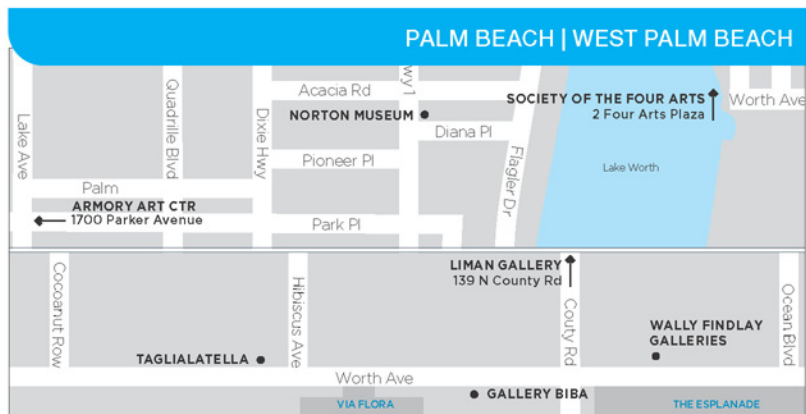 PALM BEACH | WEST PALM BEACH
Lake Ave
Quadrille Blvd
Dixie Hwy
wy 1
Acacia Rd
NORTON MUSEUM
Diana Pl
Pioneer Pl
Flagler Dr
SOCIETY OF THE FOUR ARTS
2 Four Arts Plaza
Worth Ave
Lake Worth
Palm
ARMORY ART CTR
1700 Parker Avenue
Park Pl
Cocoanut Row
Hibiscus Ave
LIMAN GALLERY
139 N County Rd
Couty Rd
Ocean Blvd
WALLY FINDLAY
GALLERIES
TAGLIALATELLA
Worth Ave
GALLERY BIBA
VIA FLORA
THE ESPLANADE